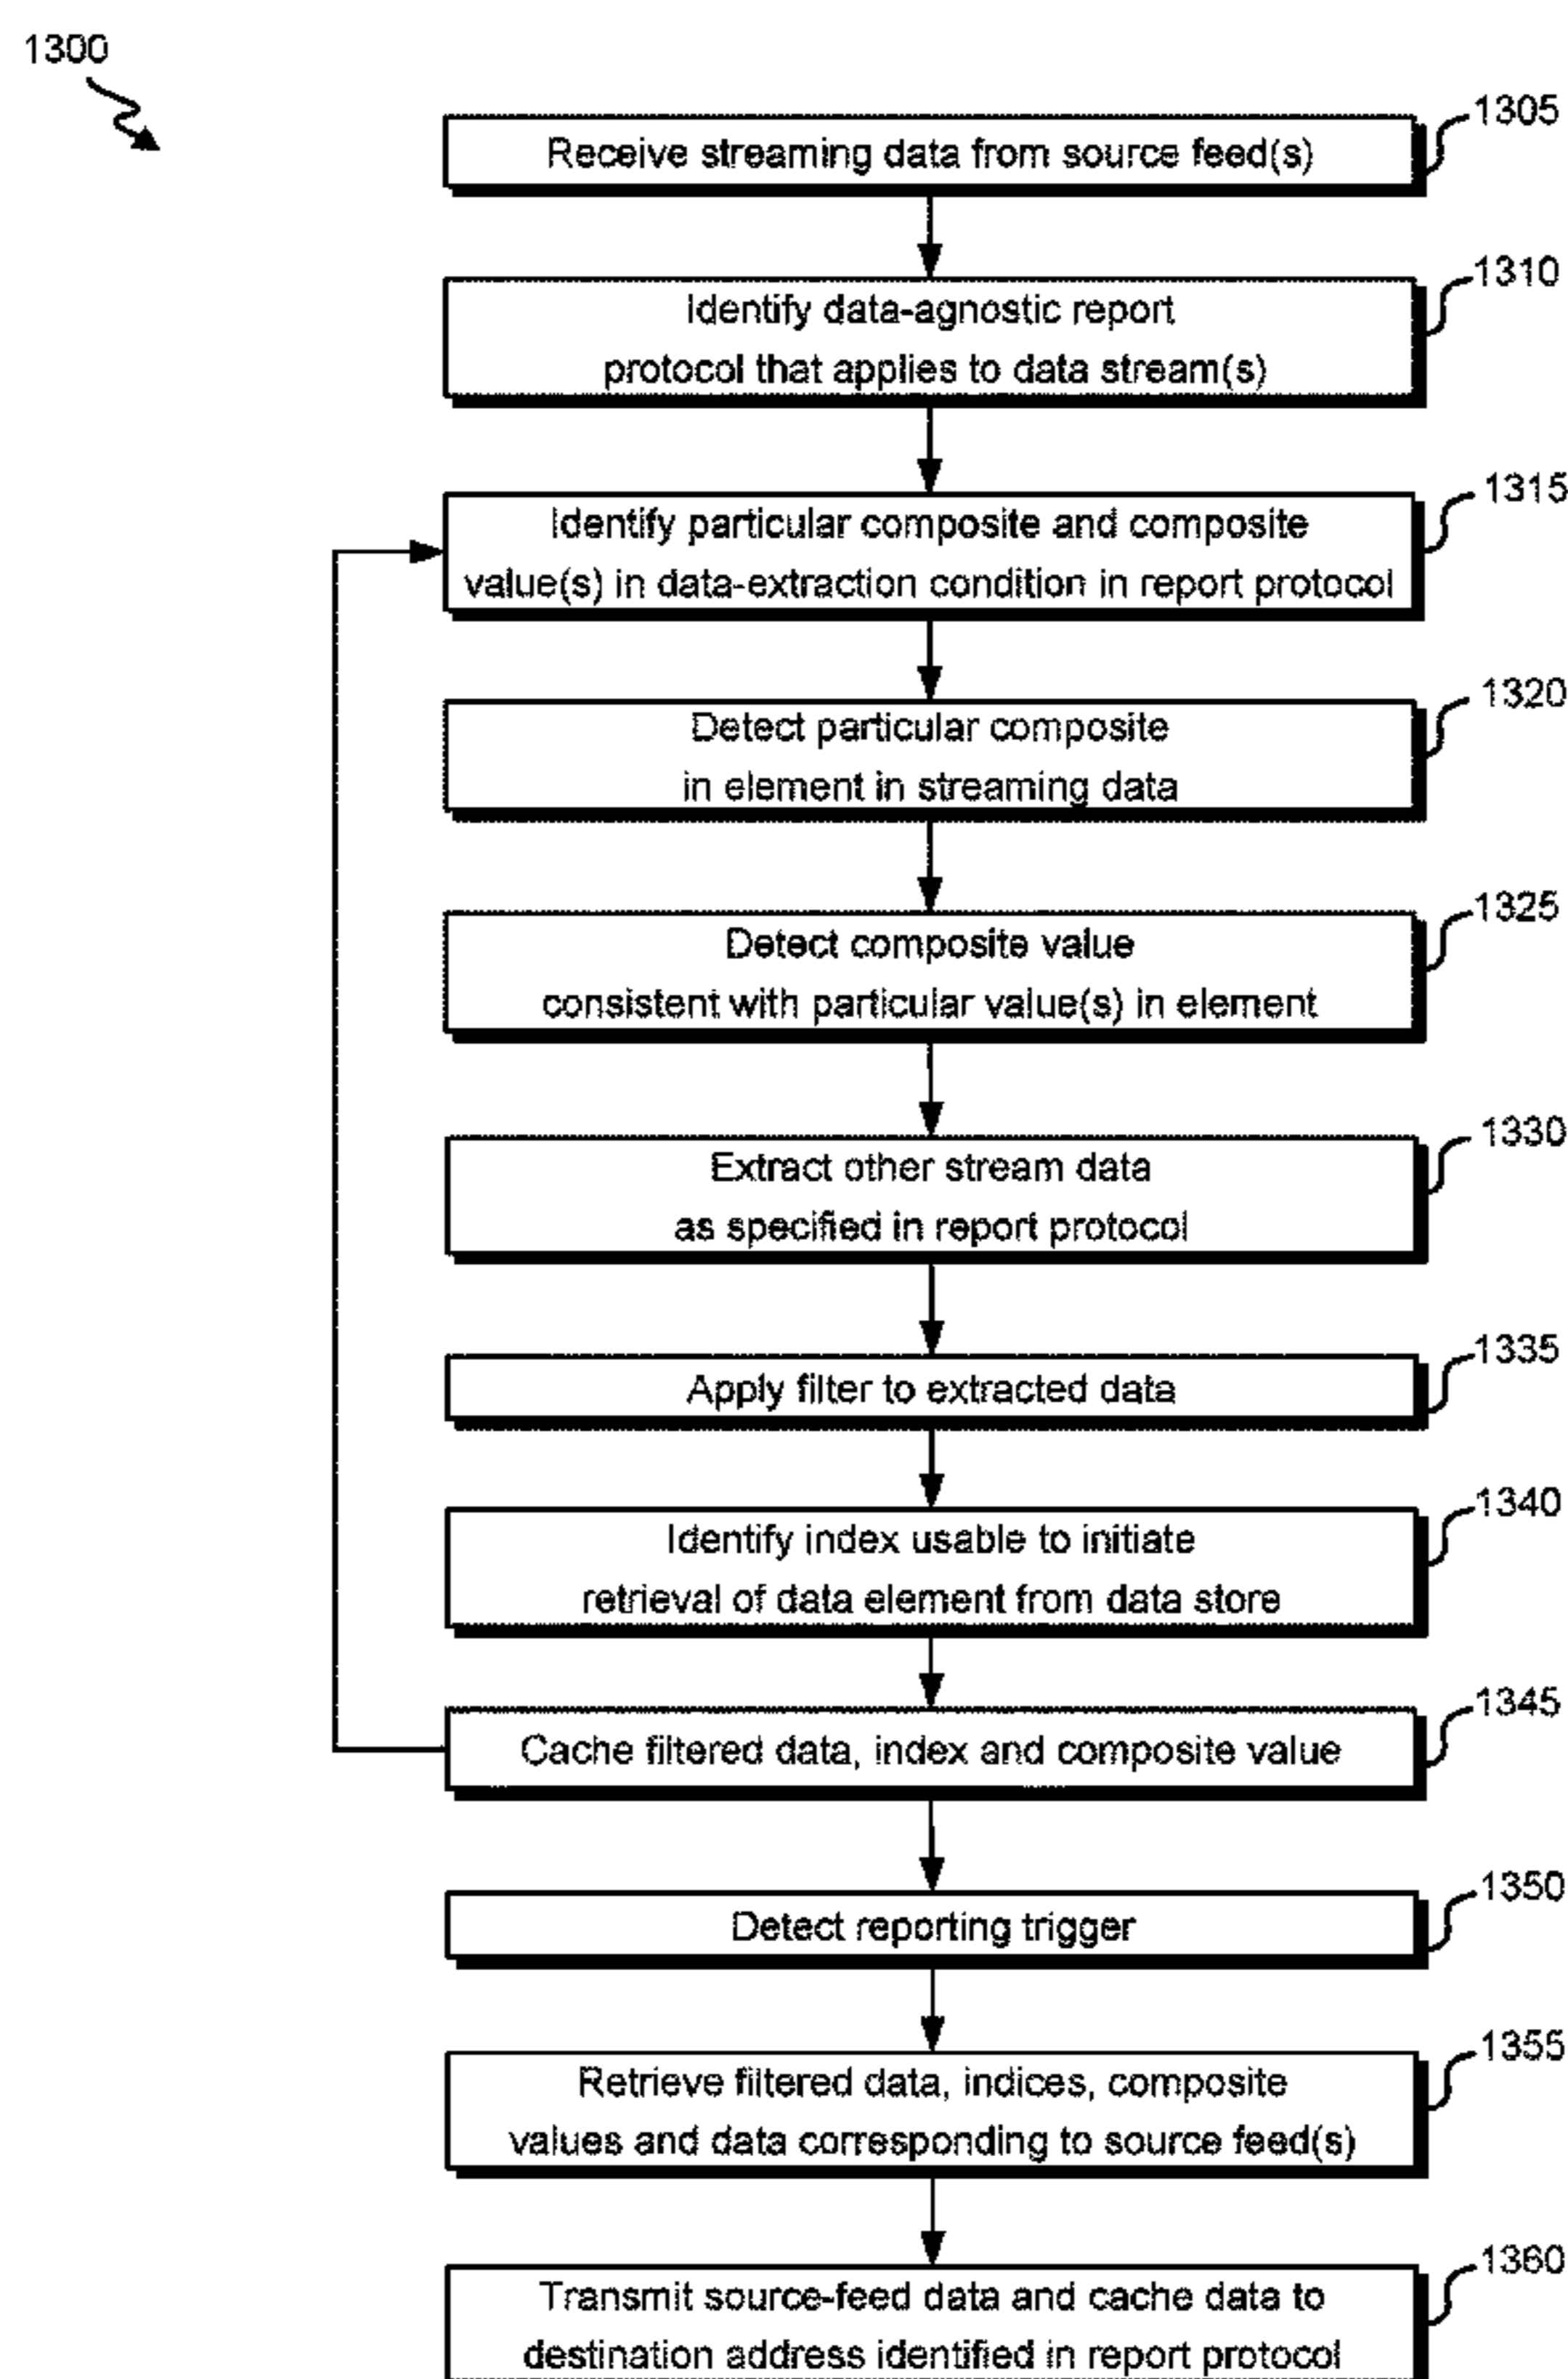 1300
1305
Receive streaming data from source feed(s)
1310
Identify data-agnostic report
protocol that applies to data stream(s)
1315
Identify particular composite and composite
value(s) in data-extraction condition in report protocol
1320
Detect particular composite
in element in streaming data
1325
Detect composite value
consistent with particular value(s) in element
1330
Extract other stream data
as specified in report protocol
1335
Apply filter to extracted data
1340
Identify index usable to initiate
retrieval of data element from data store
1345
Cache filtered data, index and composite value
1350
Detect reporting trigger
1355
Retrieve filtered data, indices, composite
values and data corresponding to source feed(s)
1360
Transmit source-feed data and cache data to
destination address identified in report protocol